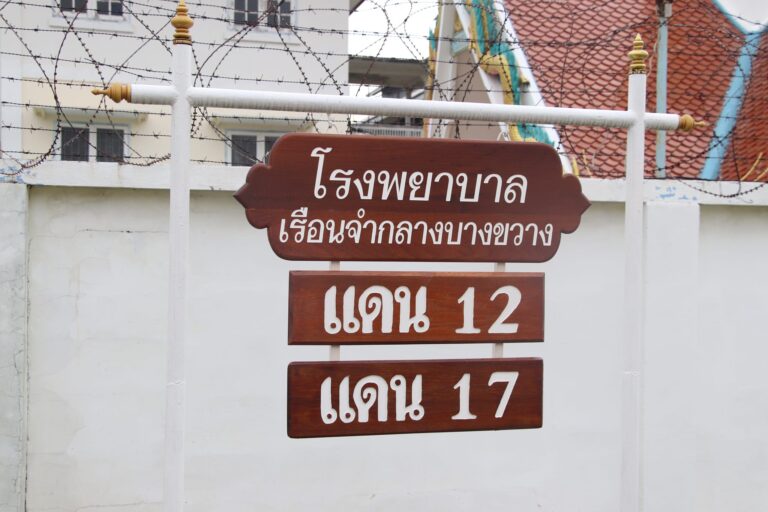 โรงพยาบาล
เรือนจำกลางบางขวาง
แดน 12
แดน 17